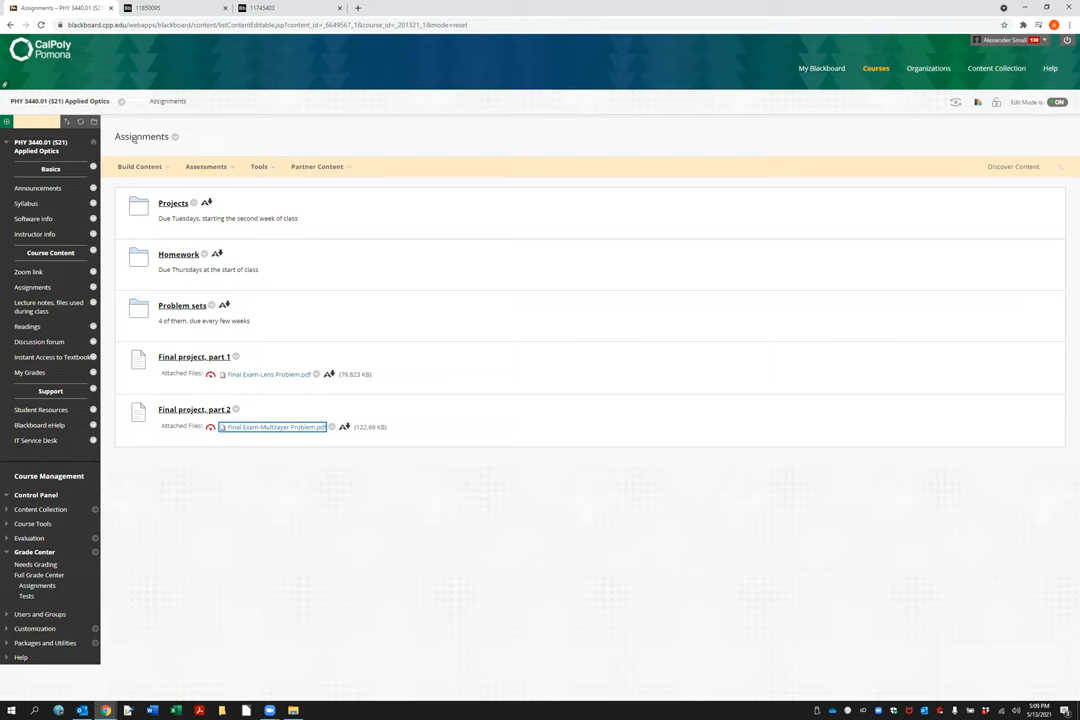 Assignments – PHY 3440.01 (S21)
11850095
11745403
blackboard.cpp.edu/webapps/blackboard/content/listContentEditable.jsp?content_id=_6649567_1&course_id=_201321_1&mode=reset
CalPoly
Pomona
Alexander Small 138
My Blackboard
Courses
Organizations
Content Collection
Help
PHY 3440.01 (S21) Applied Optics
Assignments
Edit Mode is:
ON
PHY 3440.01 (S21)
Applied Optics
Basics
Announcements
Syllabus
Software info
Instructor info
Course Content
Zoom link
Assignments
Lecture notes, files used
during class
Readings
Discussion forum
Instant Access to Textbook
My Grades
Support
Student Resources
Blackboard eHelp
IT Service Desk
Course Management
Control Panel
Content Collection
Course Tools
Evaluation
Grade Center
Needs Grading
Full Grade Center
Assignments
Tests
Users and Groups
Customization
Packages and Utilities
Help
Assignments
Build Content
Assessments
Tools
Partner Content
Discover Content
Projects
Due Tuesdays, starting the second week of class
Homework
Due Thursdays at the start of class
Problem sets
4 of them, due every few weeks
Final project, part 1
Attached Files: Final Exam-Lens Problem.pdf (79.823 KB)
Final project, part 2
Attached Files: Final Exam-Multilayer Problem.pdf (122.69 KB)
5:09 PM
5/13/2021